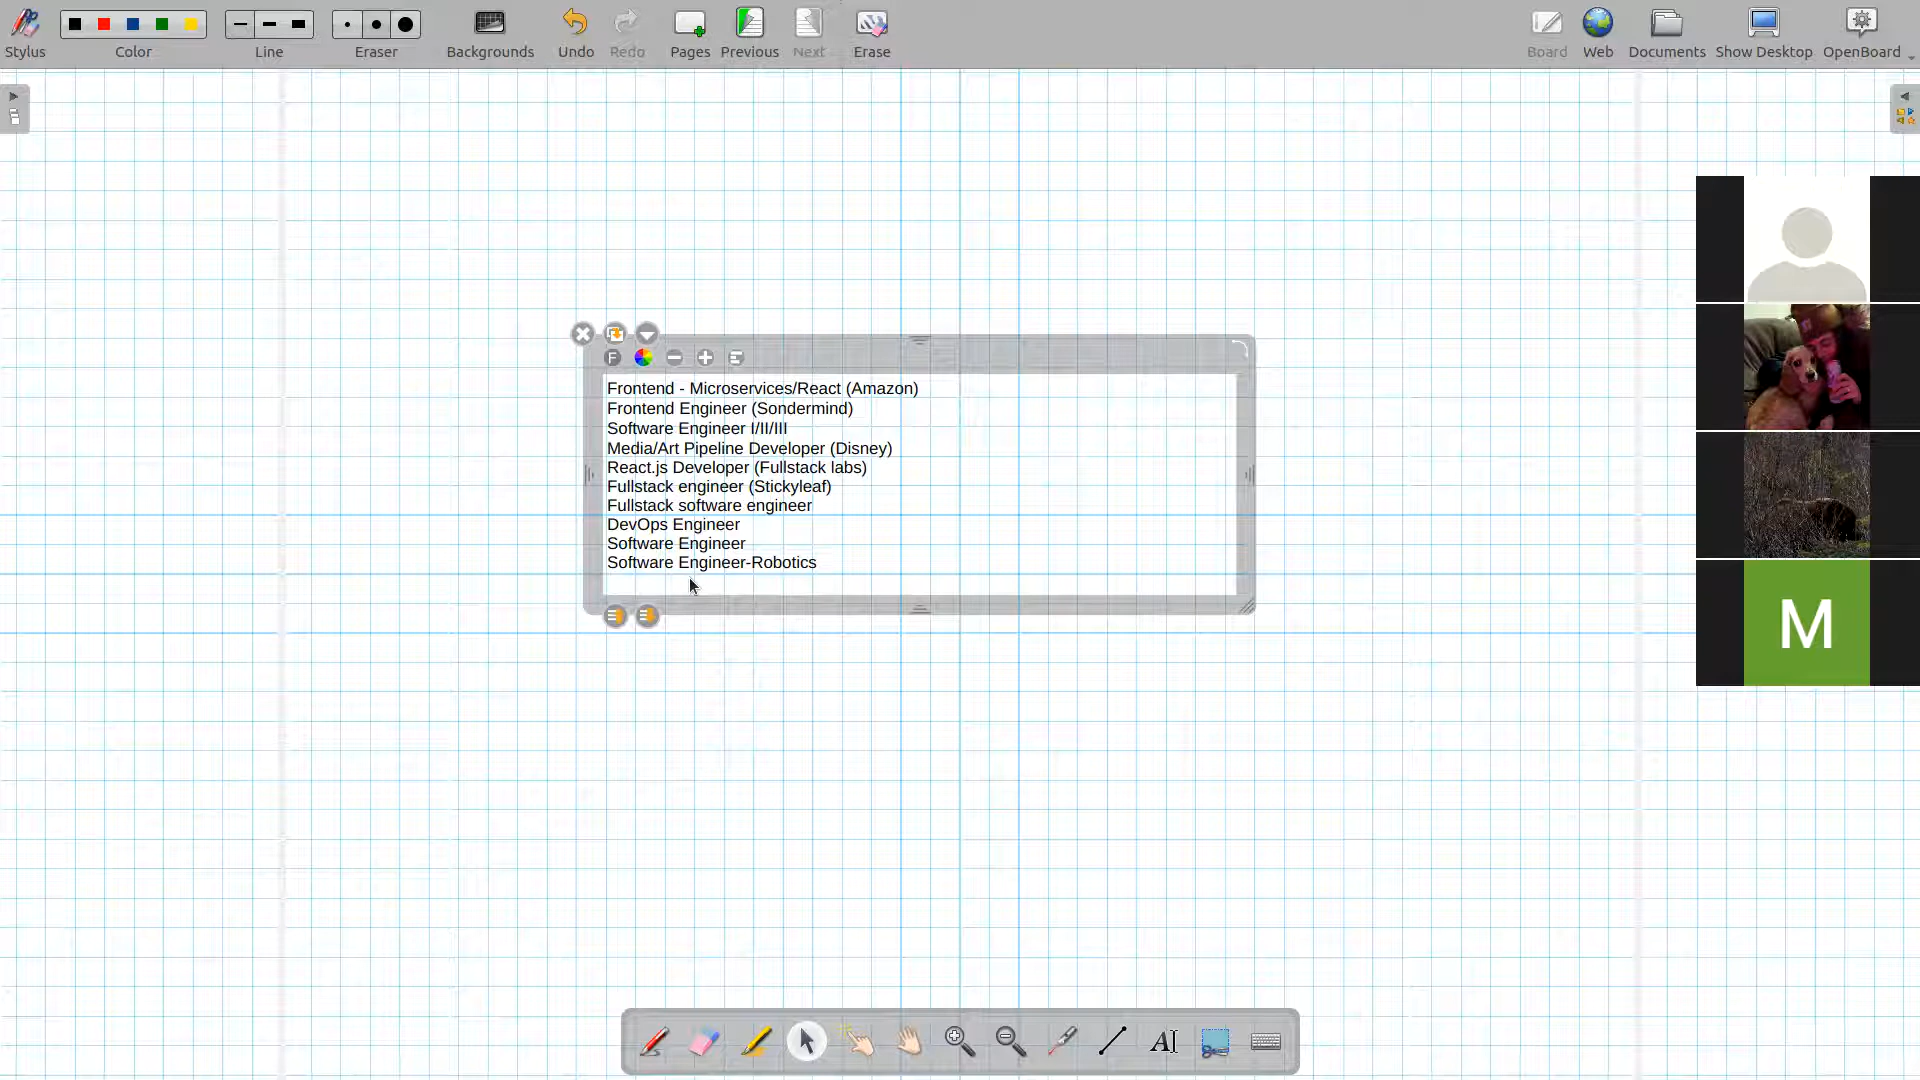 Stylus
Color
Line
Eraser
Backgrounds
Undo
Redo
Pages
Previous
Next
Erase
Board
Web
Documents
Show Desktop
OpenBoard
F
Frontend - Microservices/React (Amazon)
Frontend Engineer (Sondermind)
Software Engineer I/II/III
Media/Art Pipeline Developer (Disney)
React.js Developer (Fullstack labs)
Fullstack engineer (Stickyleaf)
Fullstack software engineer
DevOps Engineer
Software Engineer
Software Engineer-Robotics
M
AI